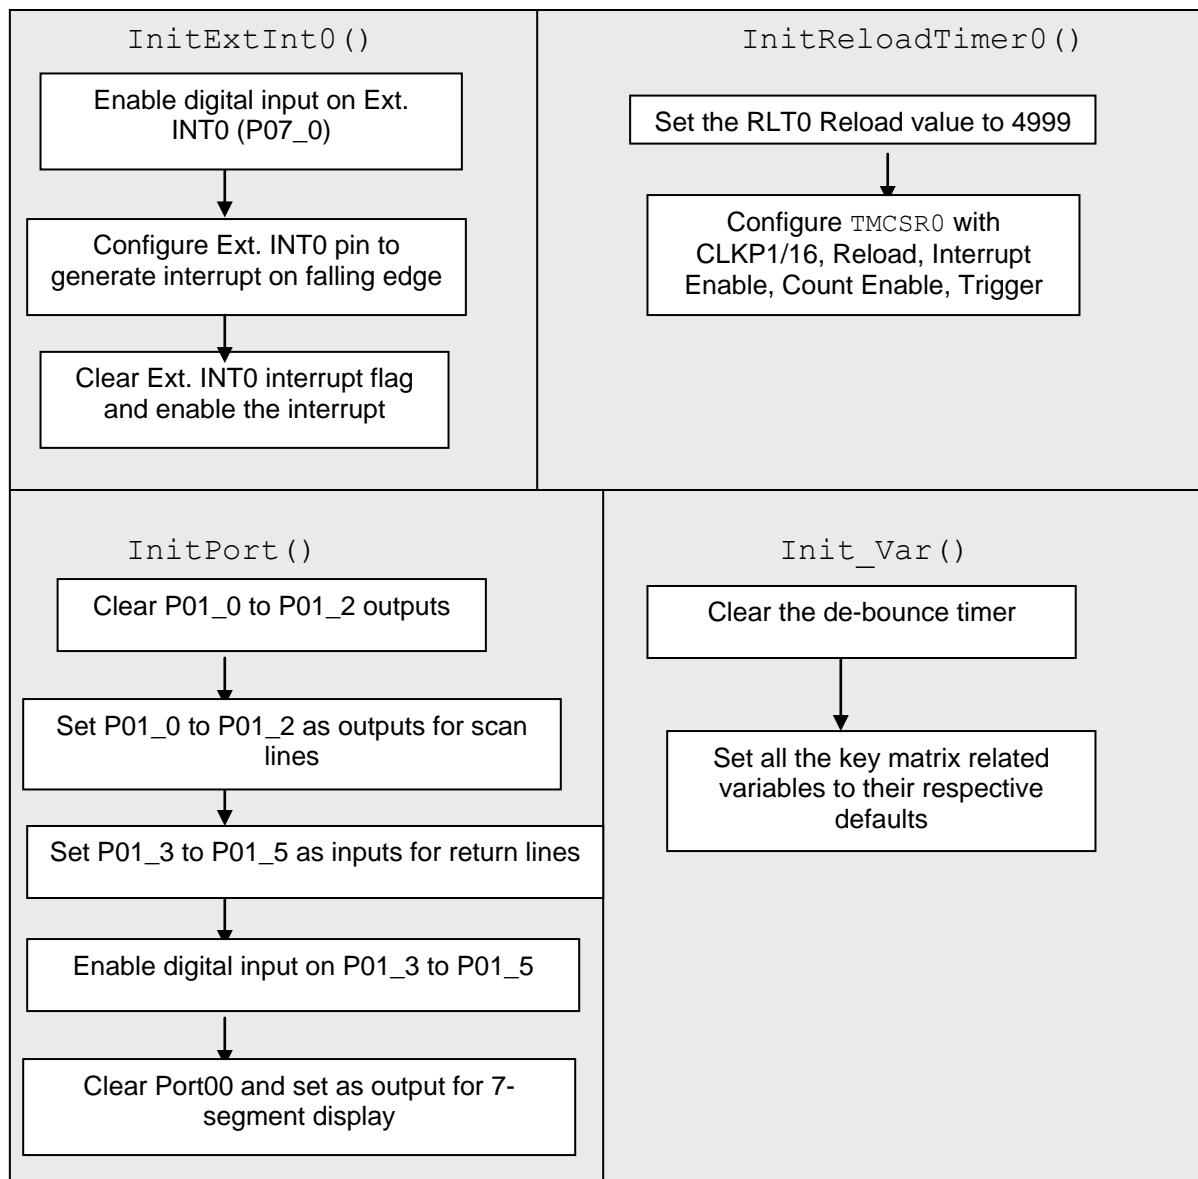 InitExtInt0()
Enable digital input on Ext.
INT0 (P07_0)
Configure Ext. INT0 pin to
generate interrupt on falling edge
Clear Ext. INT0 interrupt flag
and enable the interrupt
InitReloadTimer0()
Set the RLT0 Reload value to 4999
Configure TMCSR0 with
CLKP1/16, Reload, Interrupt
Enable, Count Enable, Trigger
InitPort()
Clear P01_0 to P01_2 outputs
Set P01_0 to P01_2 as outputs for scan
lines
Set P01_3 to P01_5 as inputs for return lines
Enable digital input on P01_3 to P01_5
Clear Port00 and set as output for 7-
segment display
Init_Var()
Clear the de-bounce timer
Set all the key matrix related
variables to their respective
defaults